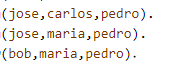 (jose,carlos,pedro).
(jose,maria,pedro).
(bob,maria,pedro).